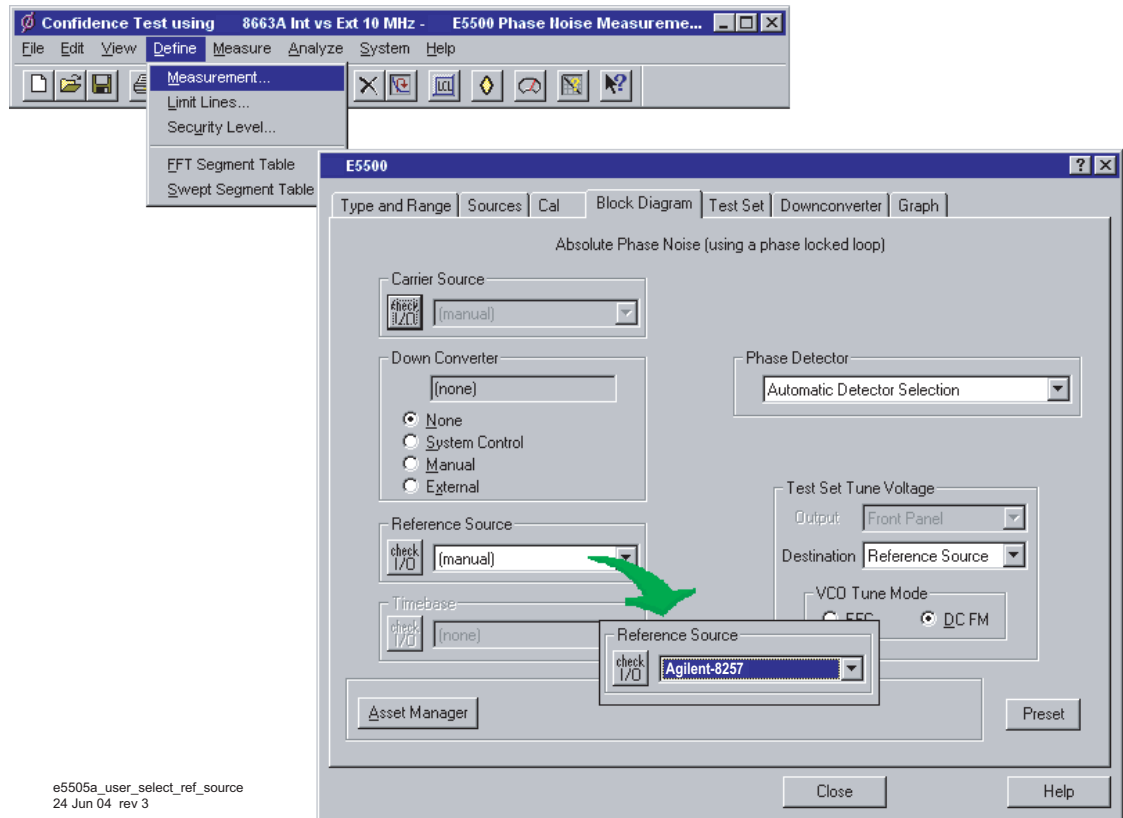 Confidence Test using 8663A Int vs Ext 10 MHz - E5500 Phase Noise Measureme...
File Edit View Define Measure Analyze System Help
Measurement...
Limit Lines...
Security Level...
FFT Segment Table
Swept Segment Table
E5500
Type and Range Sources Cal Block Diagram Test Set Downconverter Graph
Absolute Phase Noise (using a phase locked loop)
Carrier Source
check I/O (manual)
Down Converter
(none)
None
System Control
Manual
External
Phase Detector
Automatic Detector Selection
Reference Source
check I/O (manual)
Timebase
check I/O (none)
Test Set Tune Voltage
Output Front Panel
Destination Reference Source
VCO Tune Mode
DC FM
Reference Source
check I/O Agilent-8257
Asset Manager
Preset
Close Help
e5505a_user_select_ref_source
24 Jun 04 rev 3